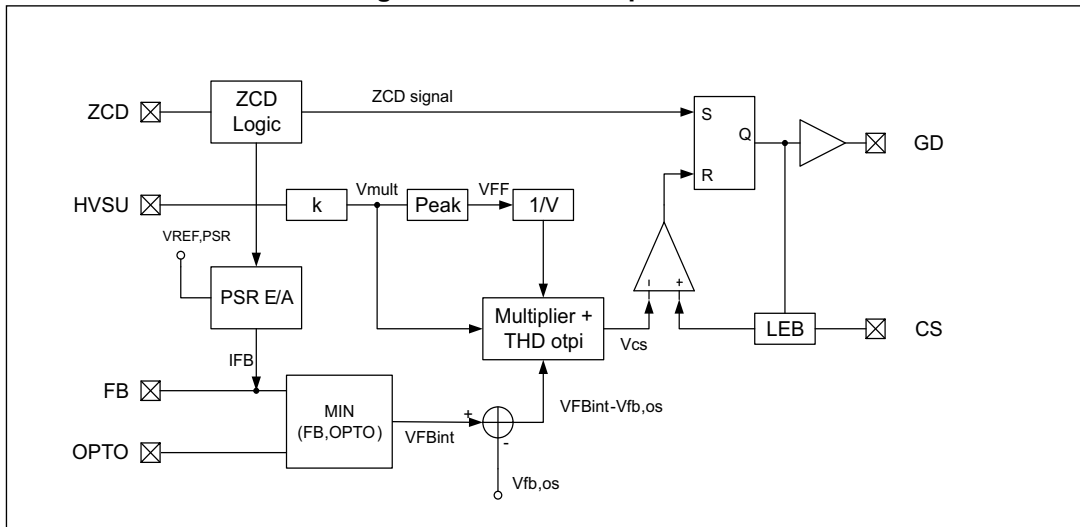 ZCD
ZCD
Logic
ZCD signal
S
Q
R
GD
HVSU
k
Vmult
Peak
VFF
1/V
VREF,PSR
PSR E/A
Multiplier +
THD otpi
Vcs
- +
LEB
CS
IFB
FB
OPTO
MIN
(FB,OPTO)
VFBint
+
-
VFBint-Vfb,os
Vfb,os